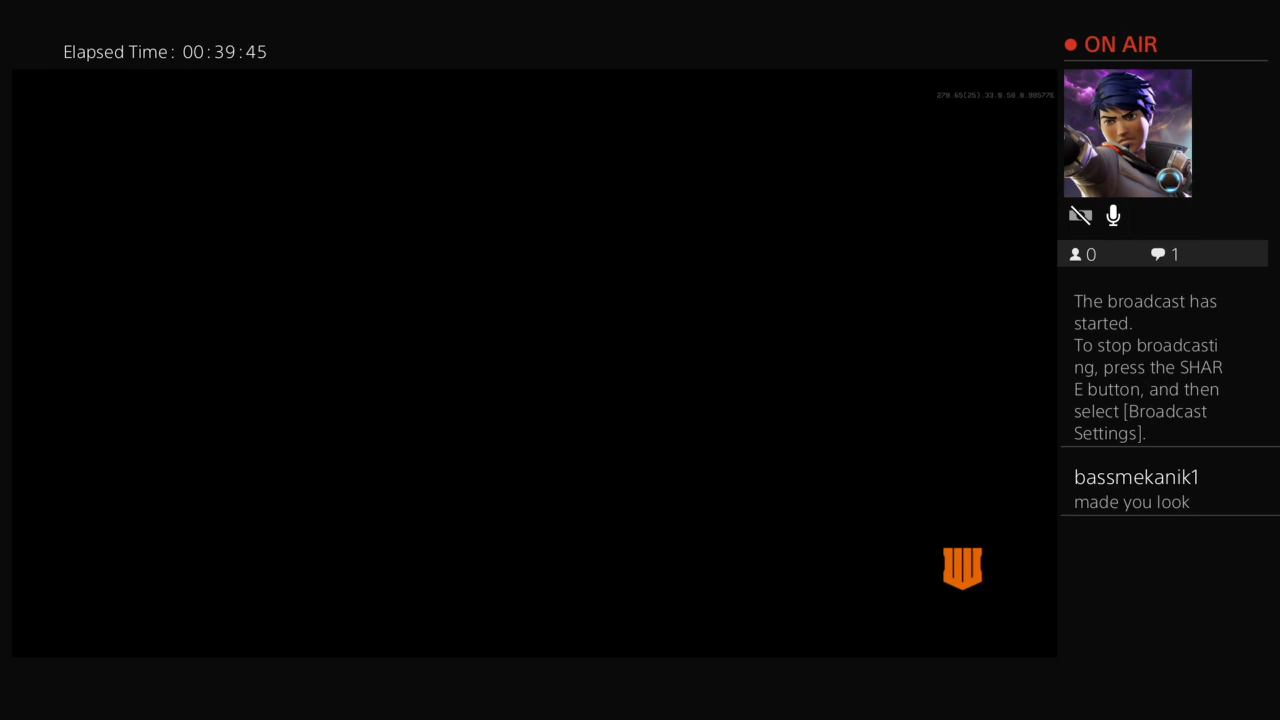 Elapsed Time: 00:39:45
ON AIR
0 1
The broadcast has
started.
To stop broadcasti
ng, press the SHAR
E button, and then
select [Broadcast
Settings].
bassmekanik1
made you look